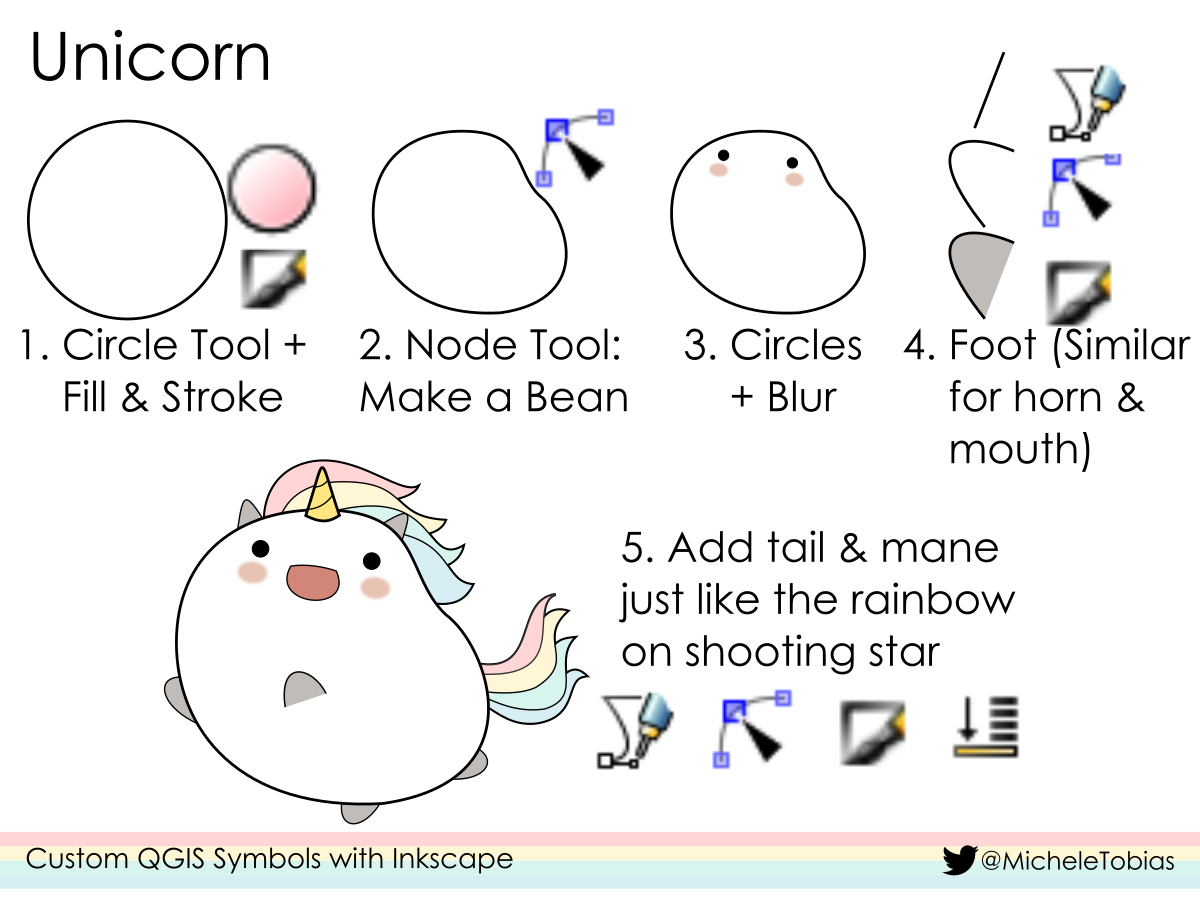 Unicorn
1. Circle Tool +
Fill & Stroke
2. Node Tool:
Make a Bean
3. Circles
+ Blur
4. Foot (Similar
for horn &
mouth)
5. Add tail & mane
just like the rainbow
on shooting star
Custom QGIS Symbols with Inkscape
@MicheleTobias